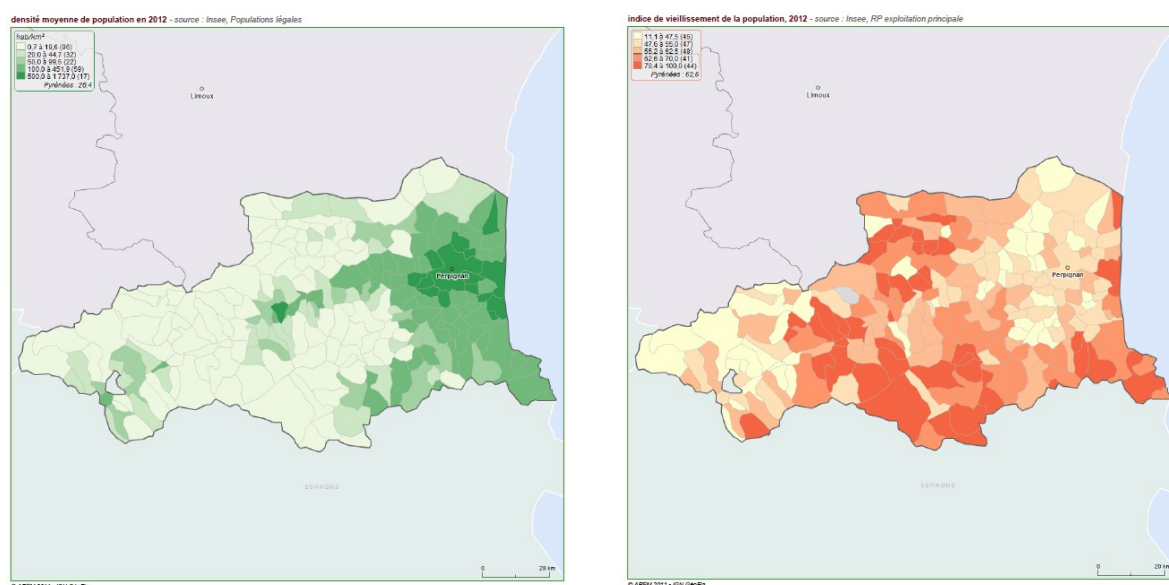 densité moyenne de population en 2012 - source : Insee, Populations légales
hab/km²
0,7 à 19,6 (96)
20,0 à 44,7 (32)
50,0 à 99,6 (22)
100,0 à 451,9 (59)
500,0 à 1 737,0 (17)
Pyrénées : 26,4
Limoux
Perpignan
ESPAGNE
0 20 km
indice de vieillissement de la population, 2012 - source : Insee, RP exploitation principale
11,1 à 47,5 (45)
47,6 à 55,0 (47)
55,2 à 62,5 (48)
62,6 à 70,0 (41)
70,4 à 100,0 (44)
Pyrénées : 62,6
Limoux
Perpignan
ESPAGNE
0 20 km